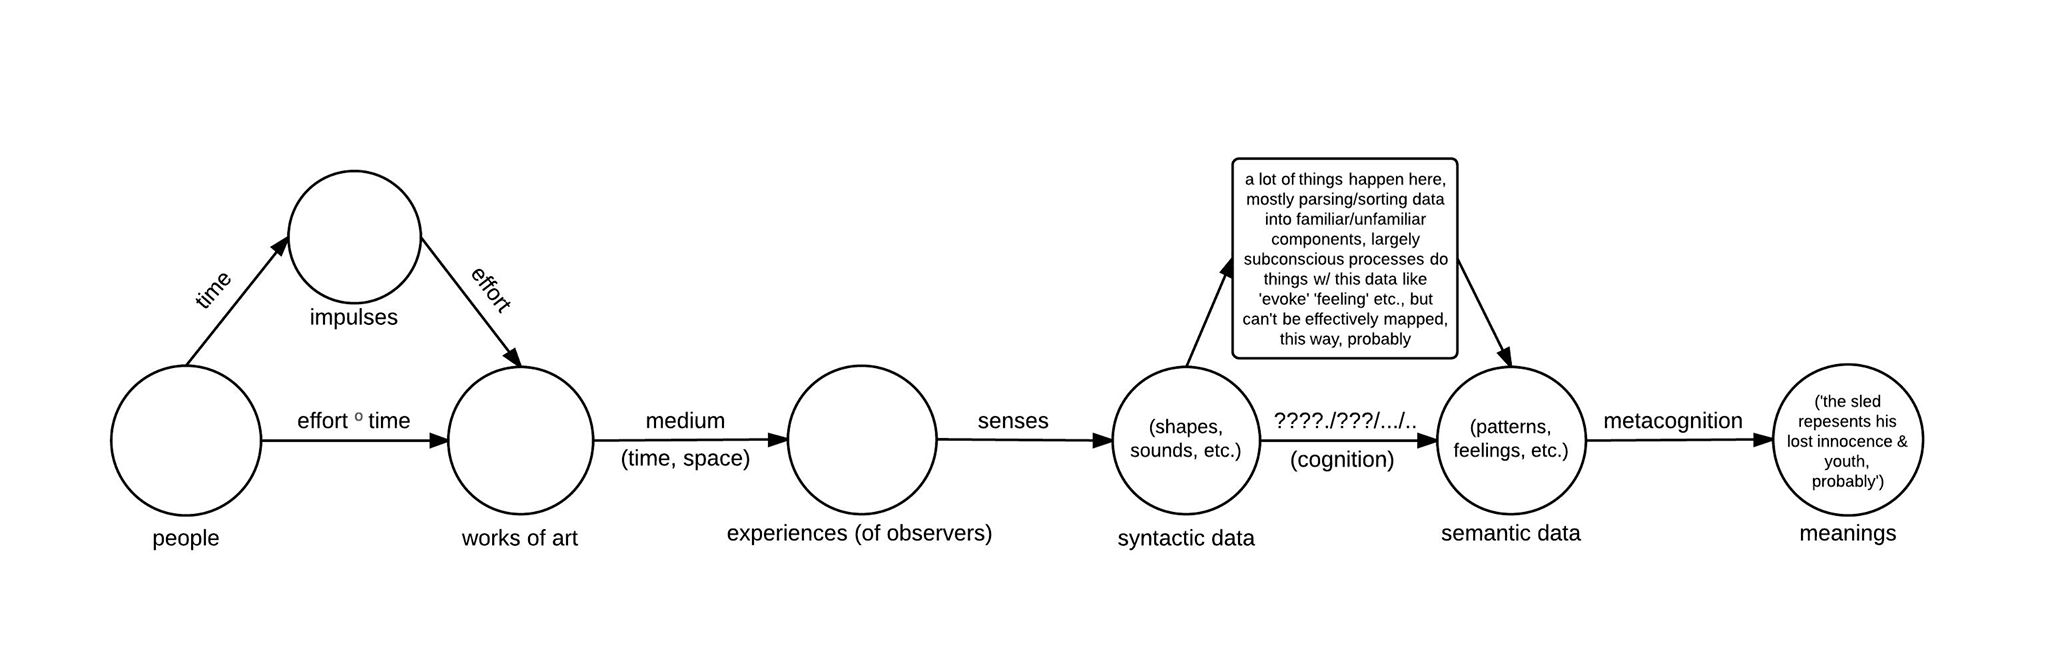 time
effort
impulses
effort º time
people
works of art
medium
(time, space)
experiences (of observers)
senses
(shapes,
sounds, etc.)
syntactic data
a lot of things happen here,
mostly parsing/sorting data
into familiar/unfamiliar
components, largely
subconscious processes do
things w/ this data like
'evoke' 'feeling' etc., but
can't be effectively mapped,
this way, probably
????./???/.../..
(cognition)
(patterns,
feelings, etc.)
semantic data
metacognition
('the sled
repesents his
lost innocence &
youth,
probably')
meanings